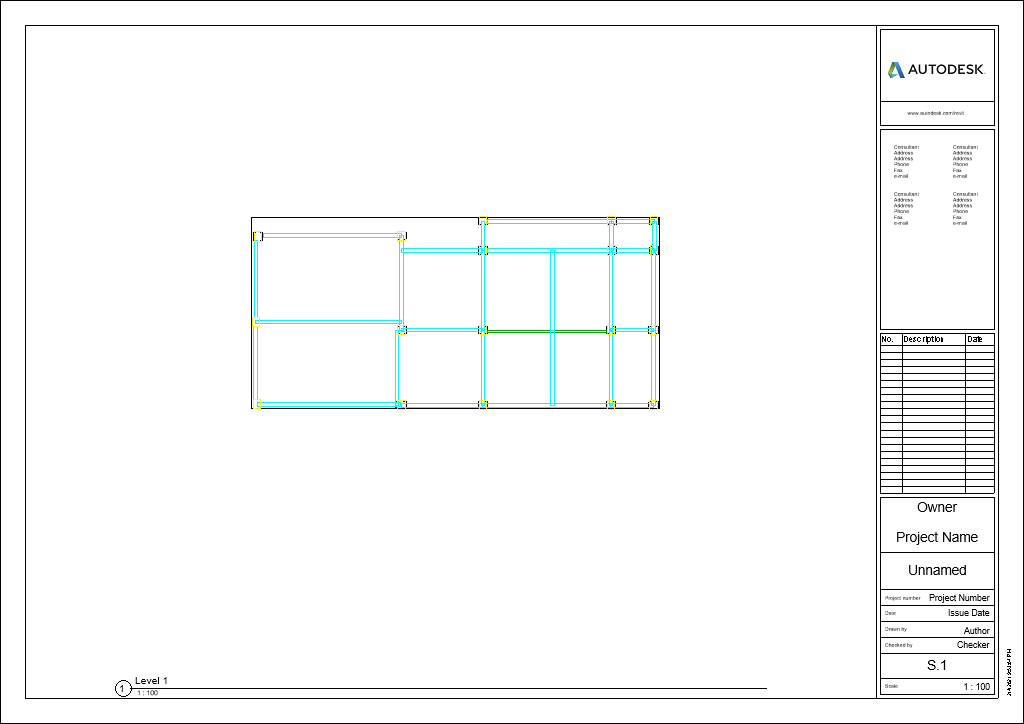 AUTODESK.
www.autodesk.com/revit
Consultant
Address
Address
Phone
Fax
e-mail
Consultant
Address
Address
Phone
Fax
e-mail
Consultant
Address
Address
Phone
Fax
e-mail
Consultant
Address
Address
Phone
Fax
e-mail
No. Description Date
Owner
Project Name
Unnamed
Project number Project Number
Date Issue Date
Drawn by Author
Checked by Checker
S.1
Scale 1 : 100
1 Level 1
1 : 100